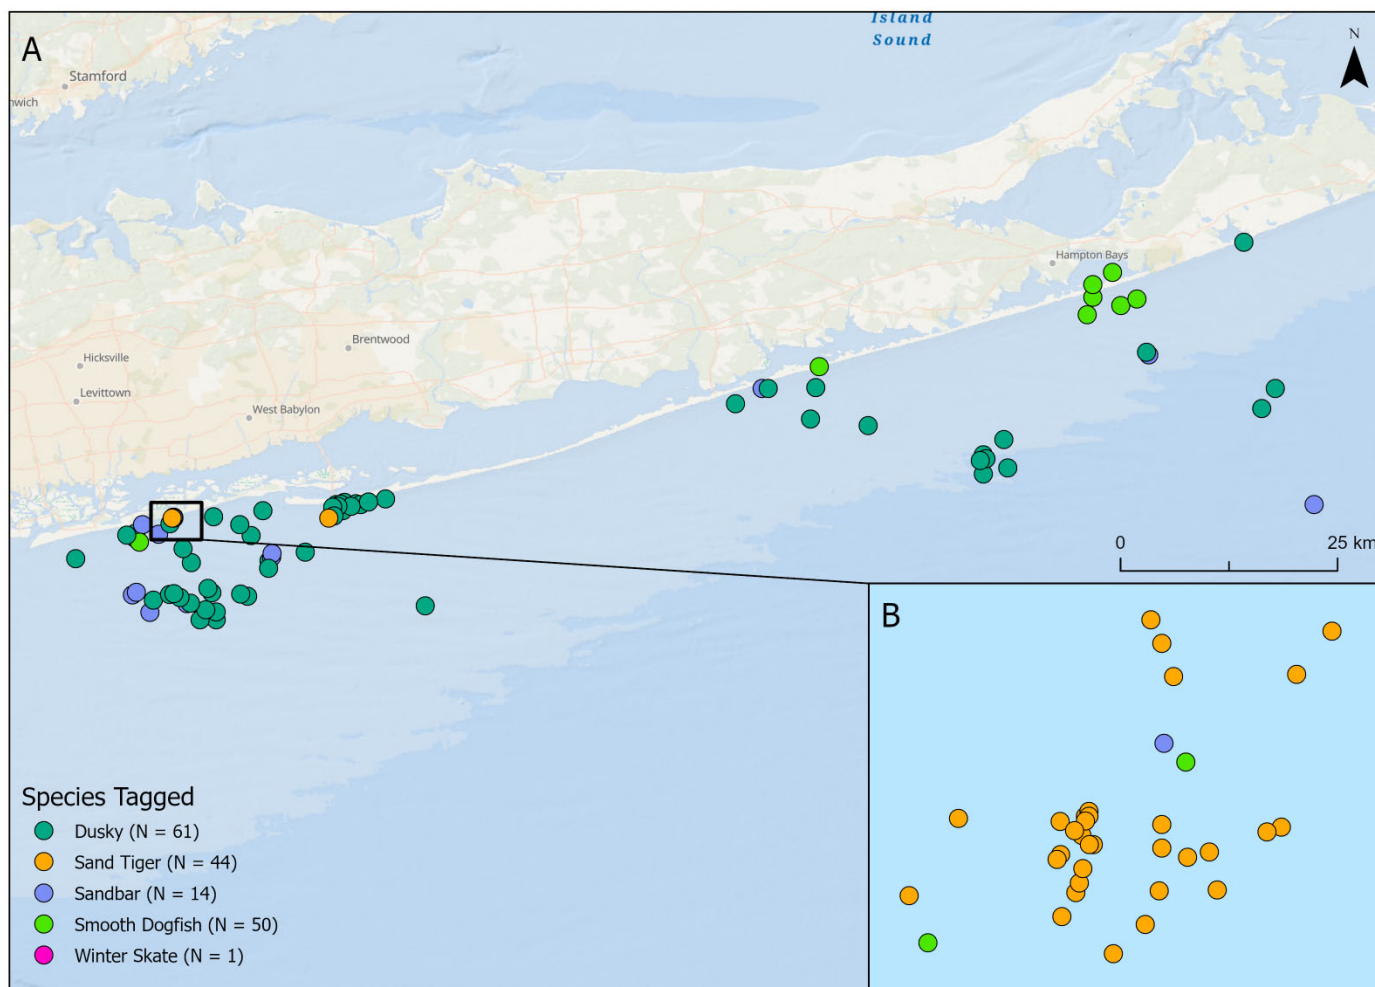 A
Island
Sound
N
Stamford
nwich
Hampton Bays
Brentwood
Hicksville
Levittown
West Babylon
0
25 km
B
Species Tagged
Dusky (N = 61)
Sand Tiger (N = 44)
Sandbar (N = 14)
Smooth Dogfish (N = 50)
Winter Skate (N = 1)